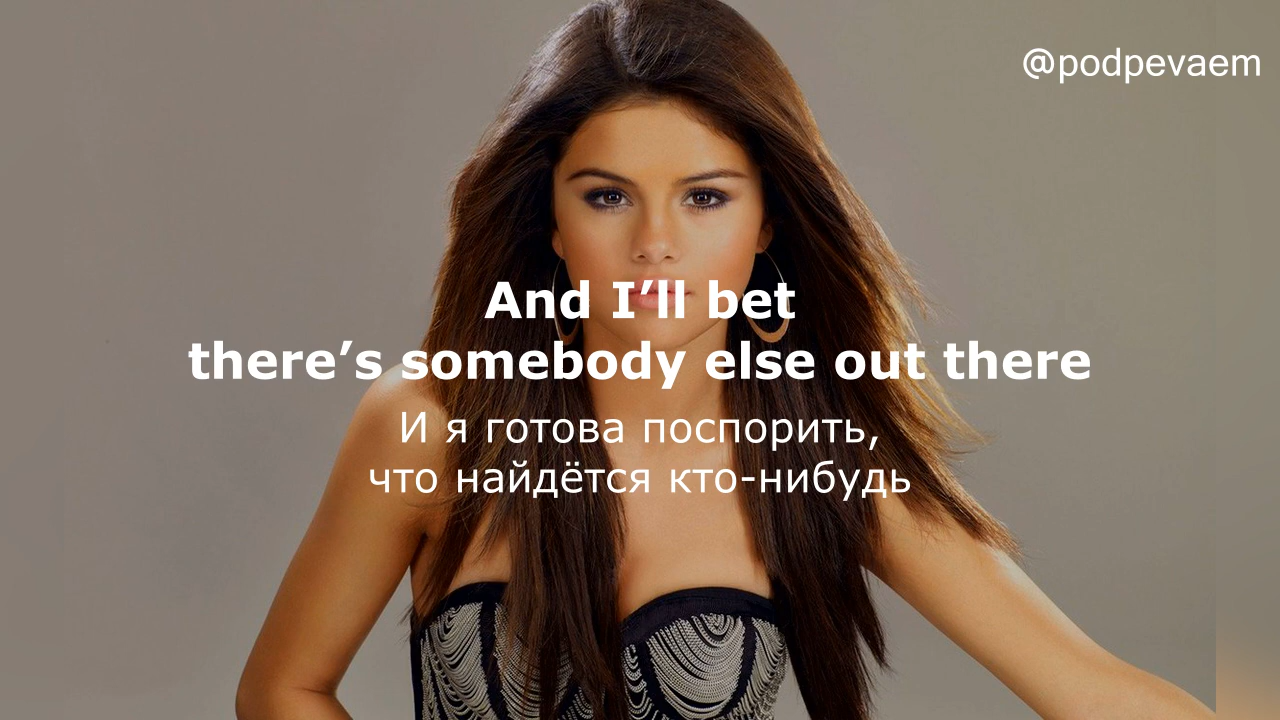 @podpevaem
And I’ll bet
there’s somebody else out there
И я готова поспорить,
что найдётся кто-нибудь